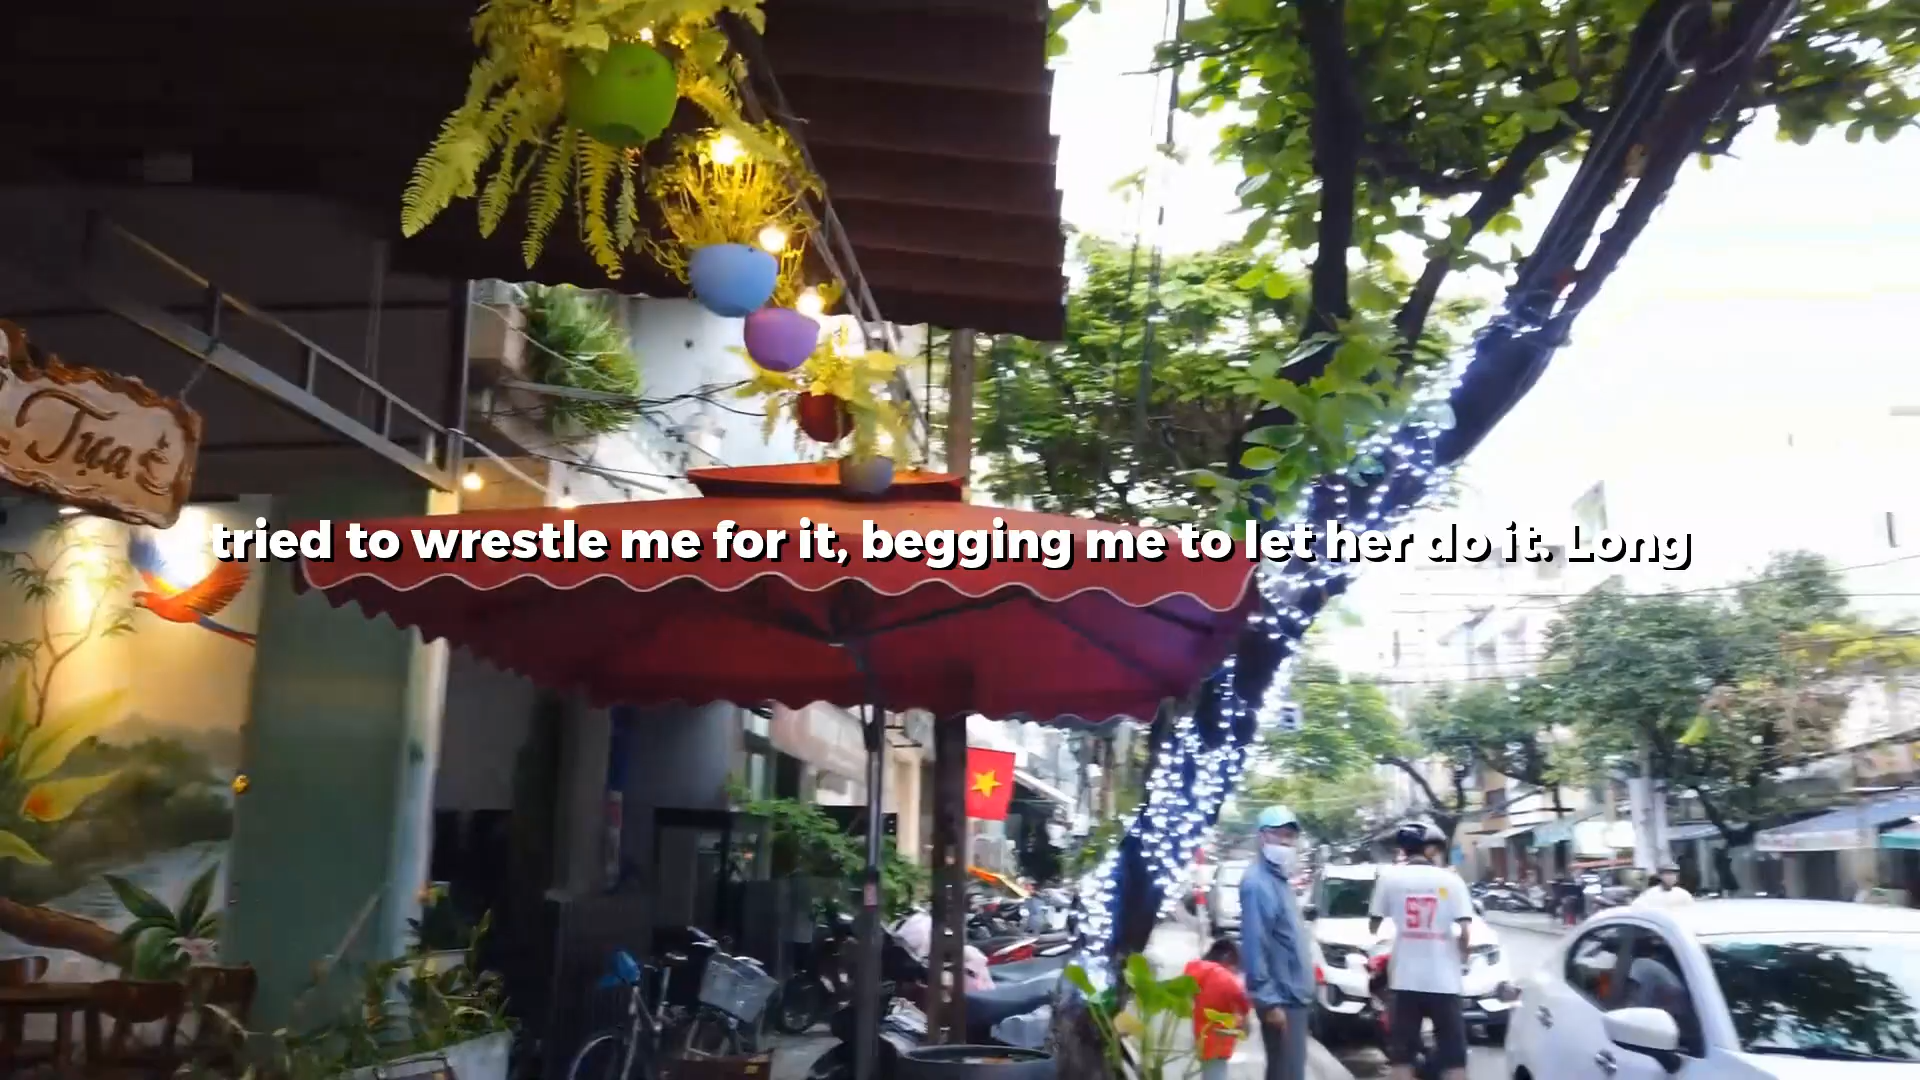 Tựa
tried to wrestle me for it, begging me to let her do it. Long
57